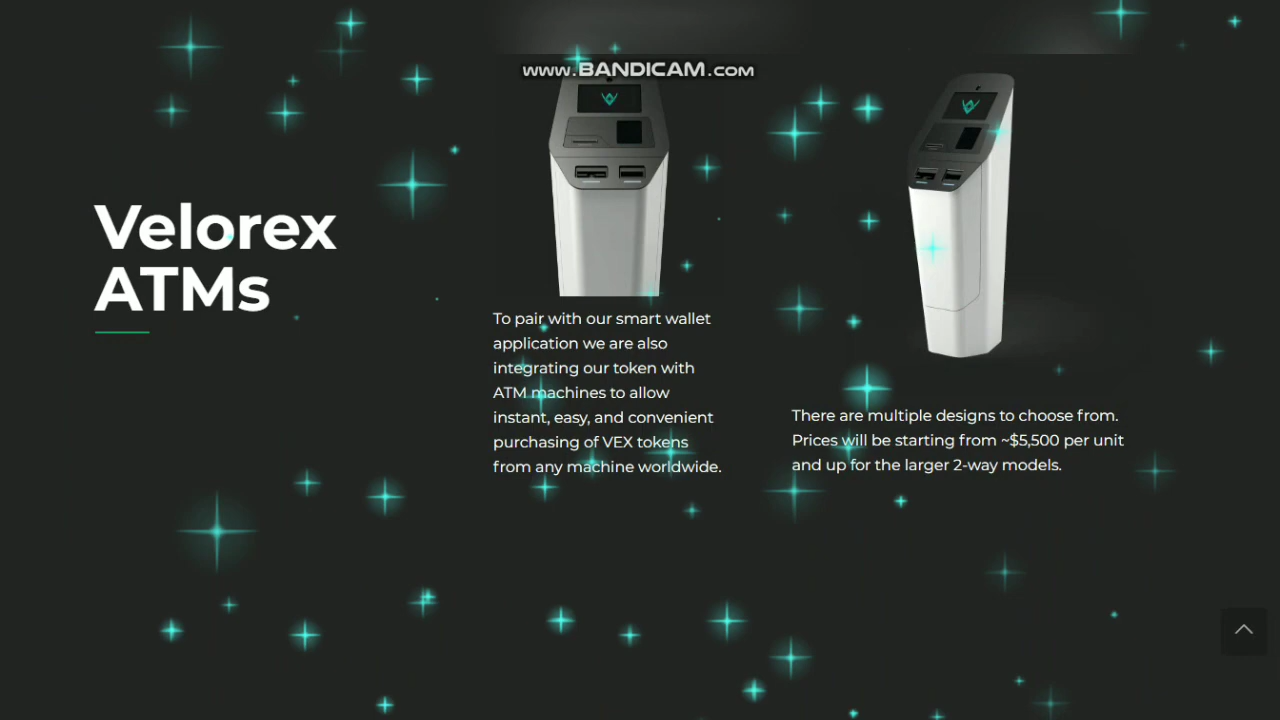 www.BANDICAM.com
Velorex
ATMs
To pair with our smart wallet
application we are also
integrating our token with
ATM machines to allow
instant, easy, and convenient
purchasing of VEX tokens
from any machine worldwide.
There are multiple designs to choose from.
Prices will be starting from ~$5,500 per unit
and up for the larger 2-way models.